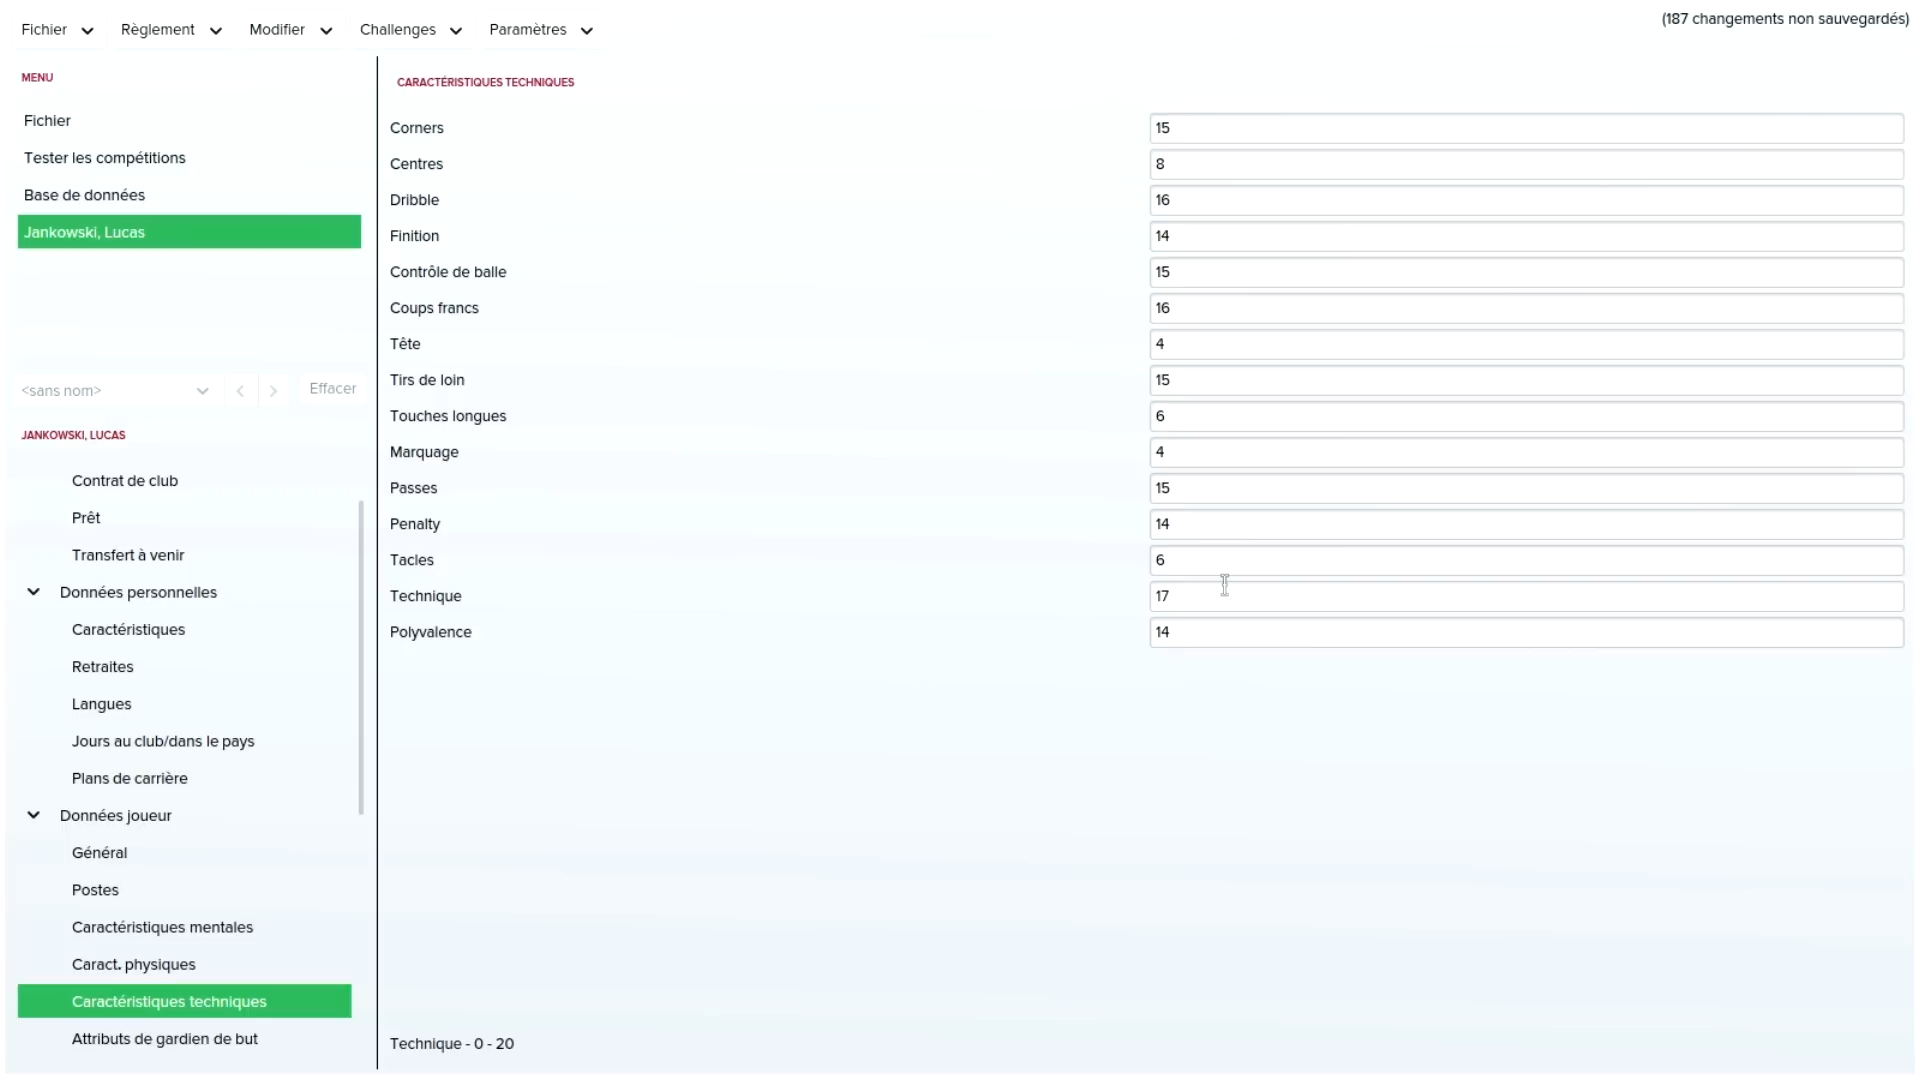 Fichier Règlement Modifier Challenges Paramètres (187 changements non sauvegardés)
MENU
Fichier
Tester les compétitions
Base de données
Jankowski, Lucas
<sans nom> Effacer
JANKOWSKI, LUCAS
Contrat de club
Prêt
Transfert à venir
Données personnelles
Caractéristiques
Retraites
Langues
Jours au club/dans le pays
Plans de carrière
Données joueur
Général
Postes
Caractéristiques mentales
Caract. physiques
Caractéristiques techniques
Attributs de gardien de but
CARACTÉRISTIQUES TECHNIQUES
Corners 15
Centres 8
Dribble 16
Finition 14
Contrôle de balle 15
Coups francs 16
Tête 4
Tirs de loin 15
Touches longues 6
Marquage 4
Passes 15
Penalty 14
Tacles 6
Technique 17
Polyvalence 14
Technique - 0 - 20